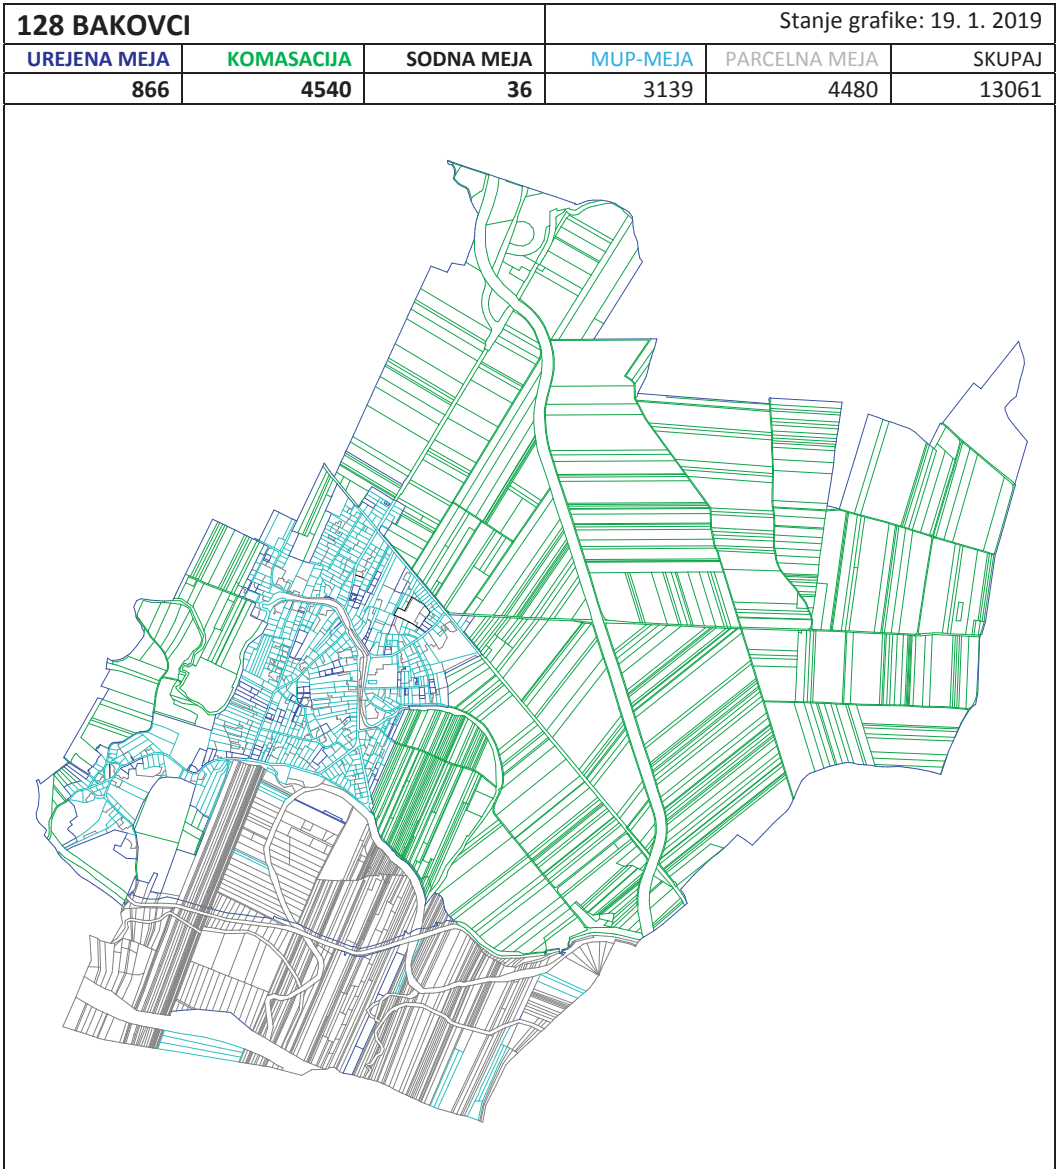 128 BAKOVCI Stanje grafike: 19. 1. 2019
UREJENA MEJA KOMASACIJA SODNA MEJA MUP-MEJA PARCELNA MEJA SKUPAJ
866 4540 36 3139 4480 13061